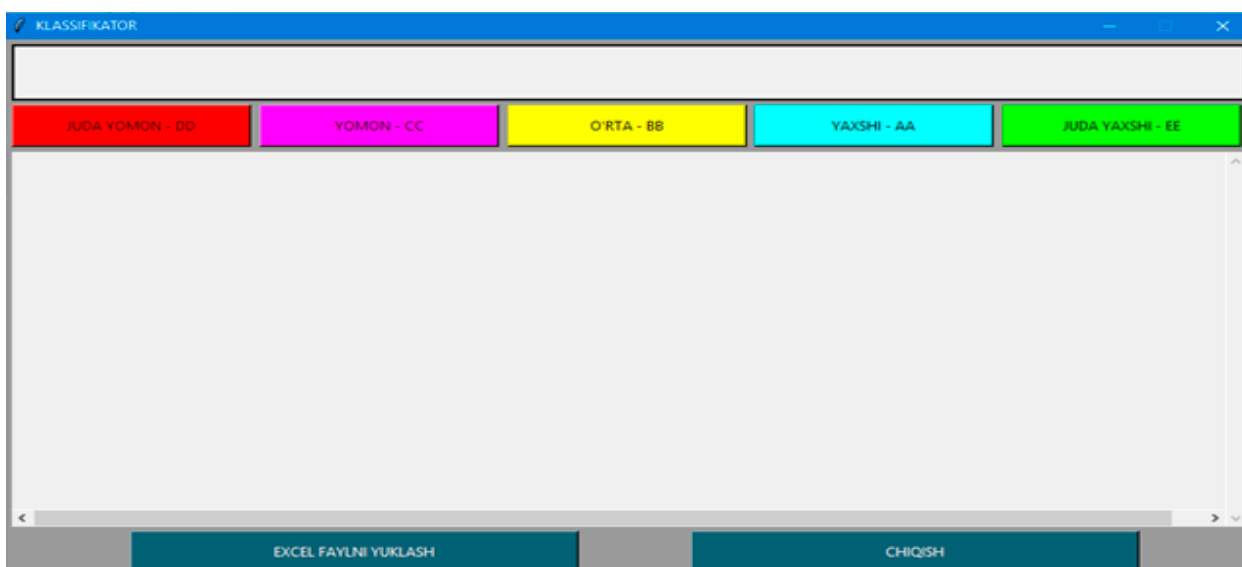 KLASSIFIKATOR
JUDA YOMON - DD YOMON - CC O'RTA - BB YAXSHI - AA JUDA YAXSHI - EE
EXCEL FAYLNI YUKLASH CHIQISH